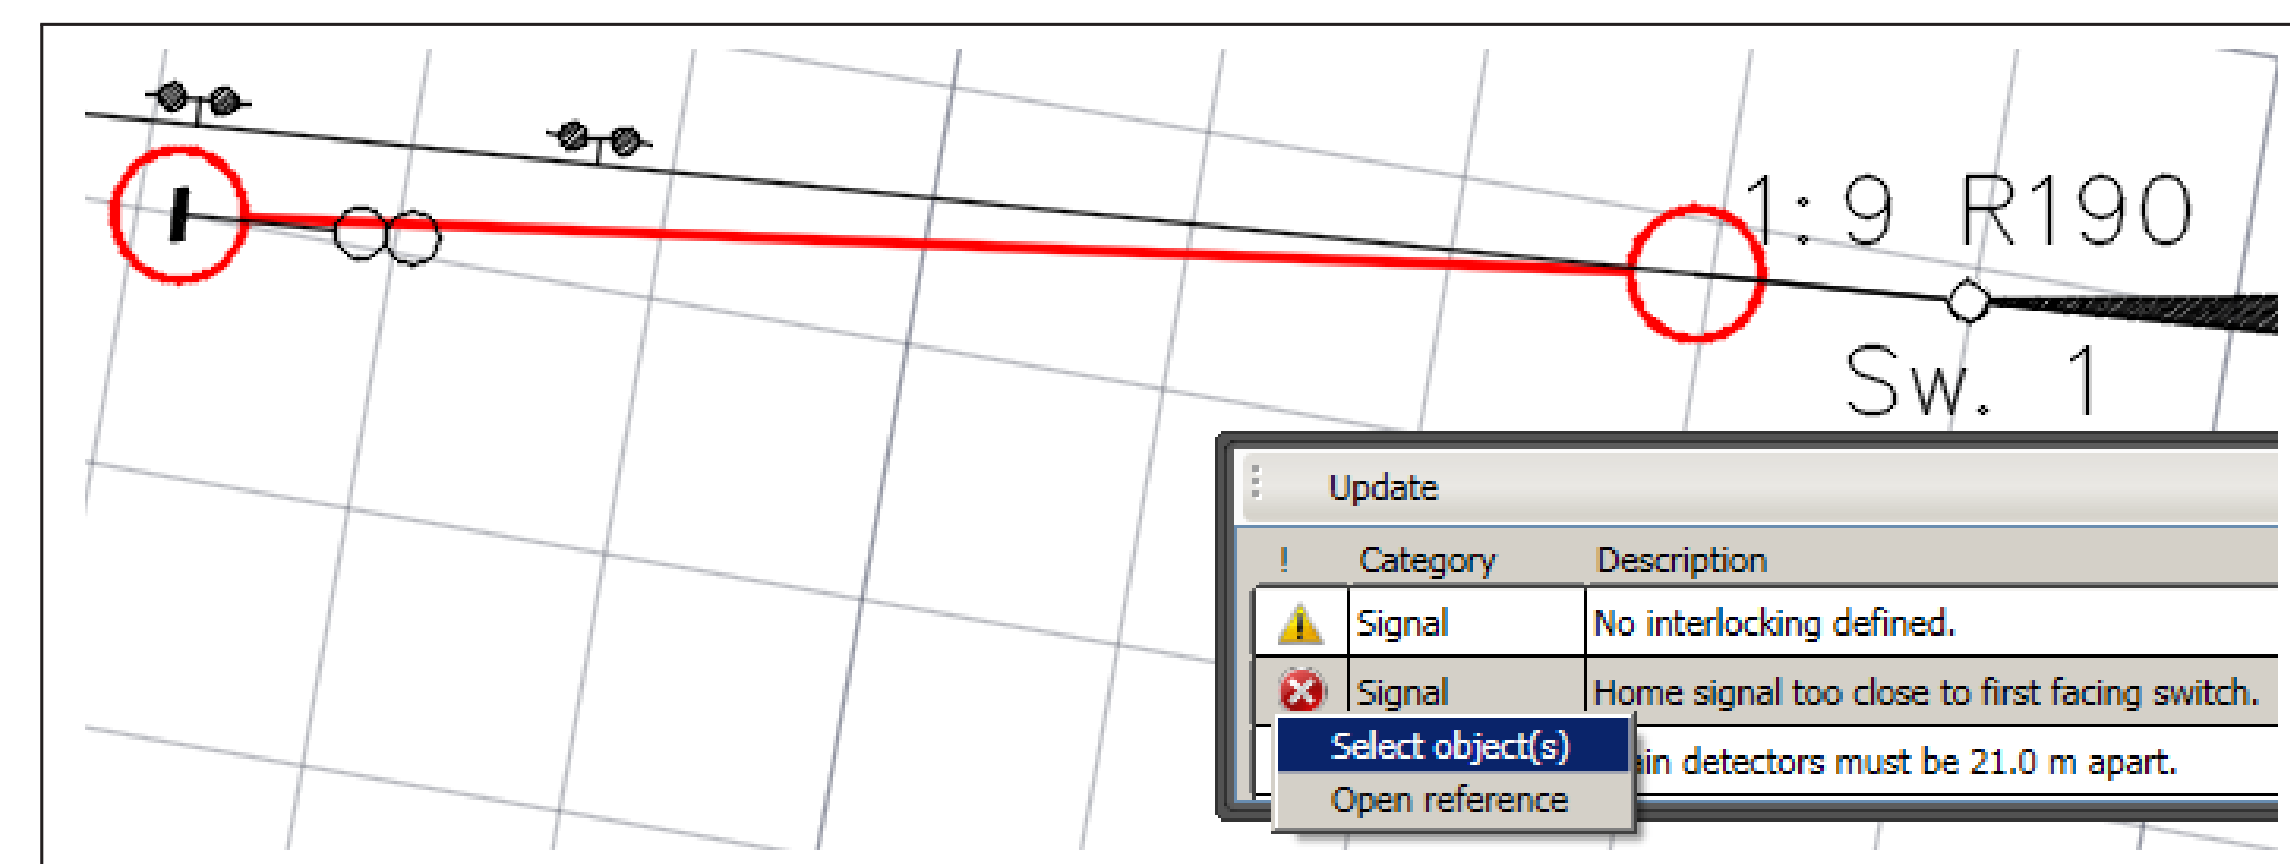 1:9 R190
Sw. 1
Update
! Category Description
Signal No interlocking defined.
Signal Home signal too close to first facing switch.
Select object(s)
detectors must be 21.0 m apart.
Open reference